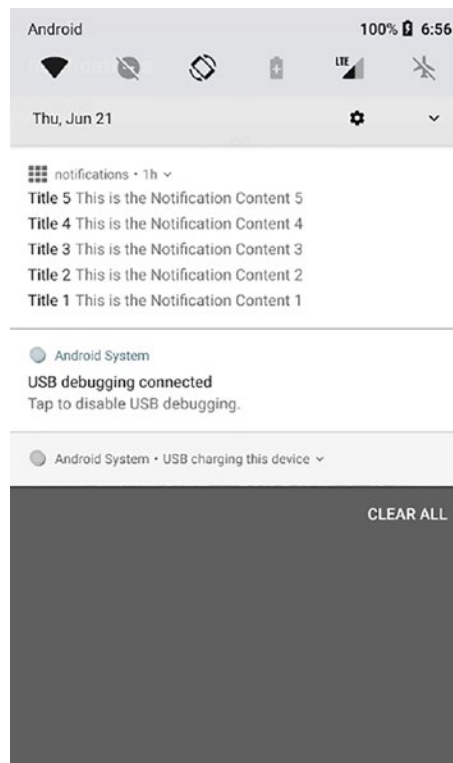 Android 100% 6:56
LTE
Thu, Jun 21
notifications • 1h
Title 5 This is the Notification Content 5
Title 4 This is the Notification Content 4
Title 3 This is the Notification Content 3
Title 2 This is the Notification Content 2
Title 1 This is the Notification Content 1
Android System
USB debugging connected
Tap to disable USB debugging.
Android System • USB charging this device
CLEAR ALL